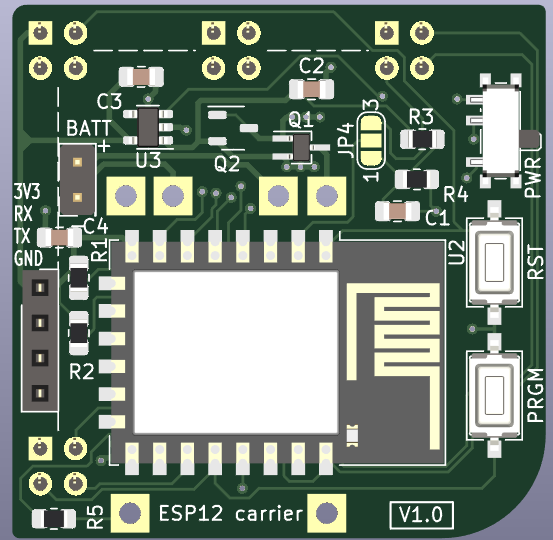 C2
C3
3
BATT
+
Q1
R3
U3
Q2
JP4
1
PWR
3V3
RX
TX
GND
C4
R4
C1
R1
U2
RST
R2
PRGM
R5
ESP12 carrier
V1.0